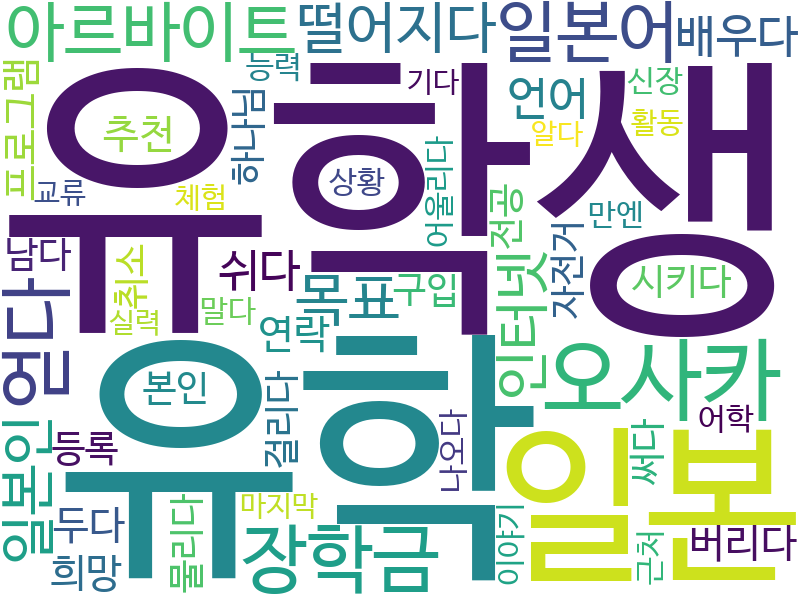 아르바이트
떨어지다
일본어
배우다
프로그램
능력
기다
언어
신장
활동
알다
유학생
추천
하나님
상황
어울리다
교류
체험
전공
만엔
남다
취소
쉬다
자전거
시키다
실력
말다
목표
구입
인터넷
얻다
연락
유학
본인
오사카
일본인
등록
걸리다
나오다
일본
써다
어학
두다
물리다
마지막
장학금
이야기
근처
버리다
희망